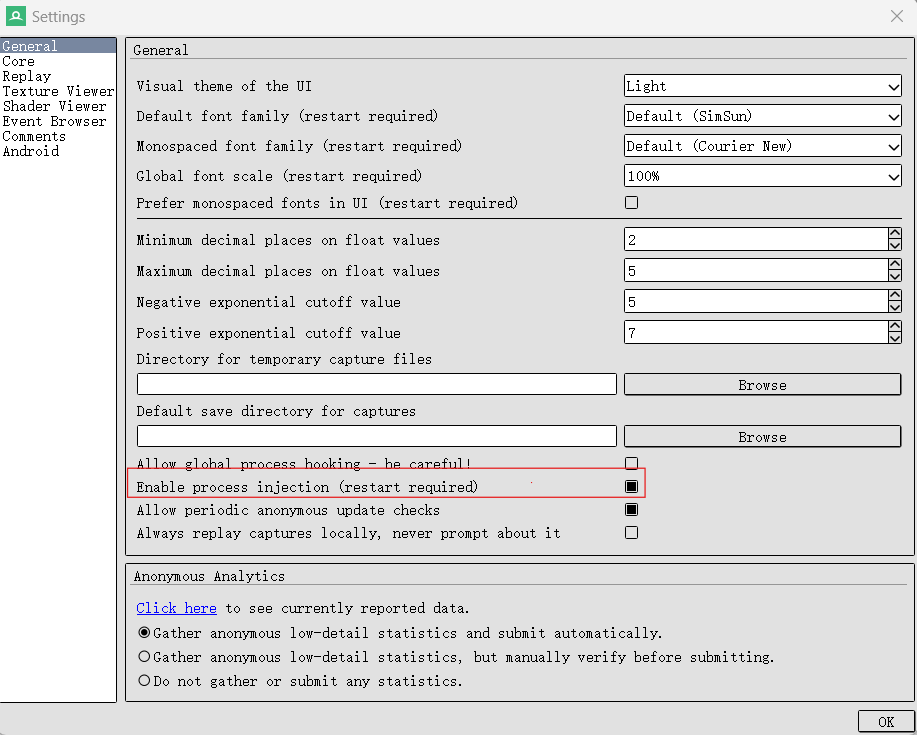 Settings
General
Core
Replay
Texture Viewer
Shader Viewer
Event Browser
Comments
Android
General
Visual theme of the UI Light
Default font family (restart required) Default (SimSun)
Monospaced font family (restart required) Default (Courier New)
Global font scale (restart required) 100%
Prefer monospaced fonts in UI (restart required)
Minimum decimal places on float values 2
Maximum decimal places on float values 5
Negative exponential cutoff value 5
Positive exponential cutoff value 7
Directory for temporary capture files
Browse
Default save directory for captures
Browse
Allow global process hooking - be careful!
Enable process injection (restart required)
Allow periodic anonymous update checks
Always replay captures locally, never prompt about it
Anonymous Analytics
Click here to see currently reported data.
Gather anonymous low-detail statistics and submit automatically.
Gather anonymous low-detail statistics, but manually verify before submitting.
Do not gather or submit any statistics.
OK